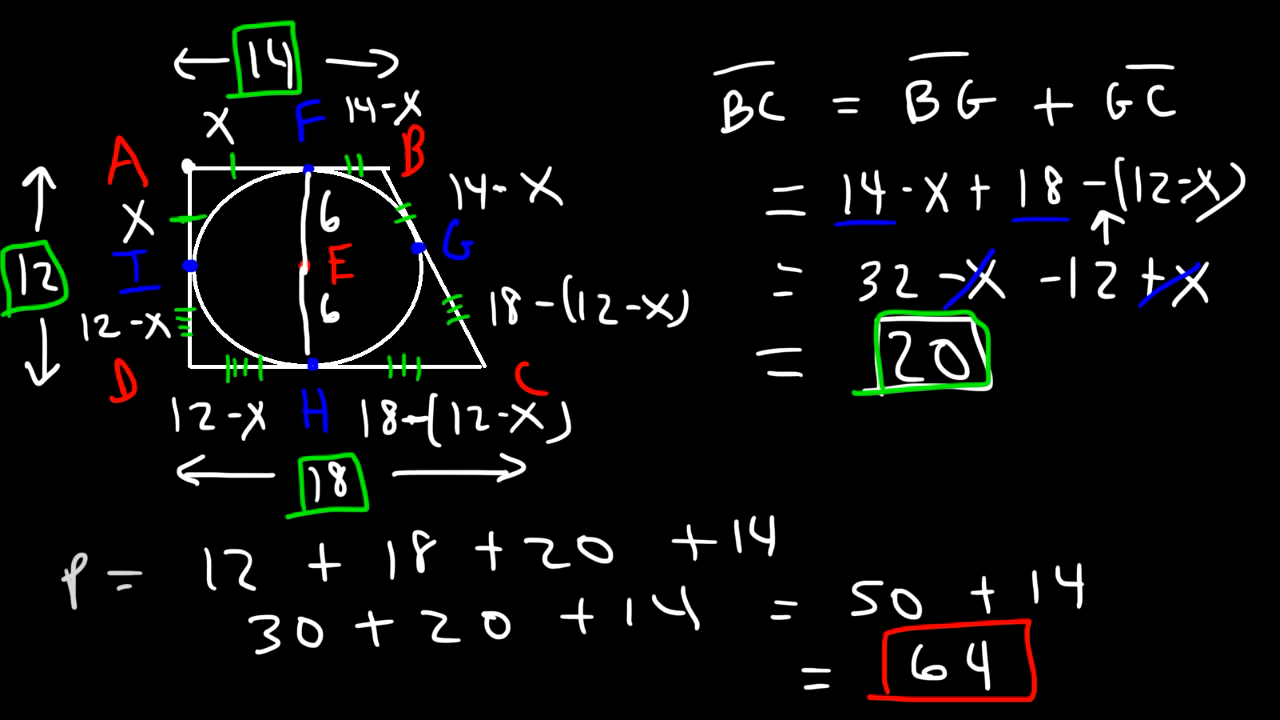 14
x F 14-x
A B
BC = BG + GC
x 6 14-x
= 14-x + 18-(12-x)
12 I E G
= 32 -x -12 +x
12-x 6 18-(12-x)
= 20
D C
12-x H 18-(12-x)
18
P = 12 + 18 + 20 + 14
30 + 20 + 14 = 50 + 14
= 64